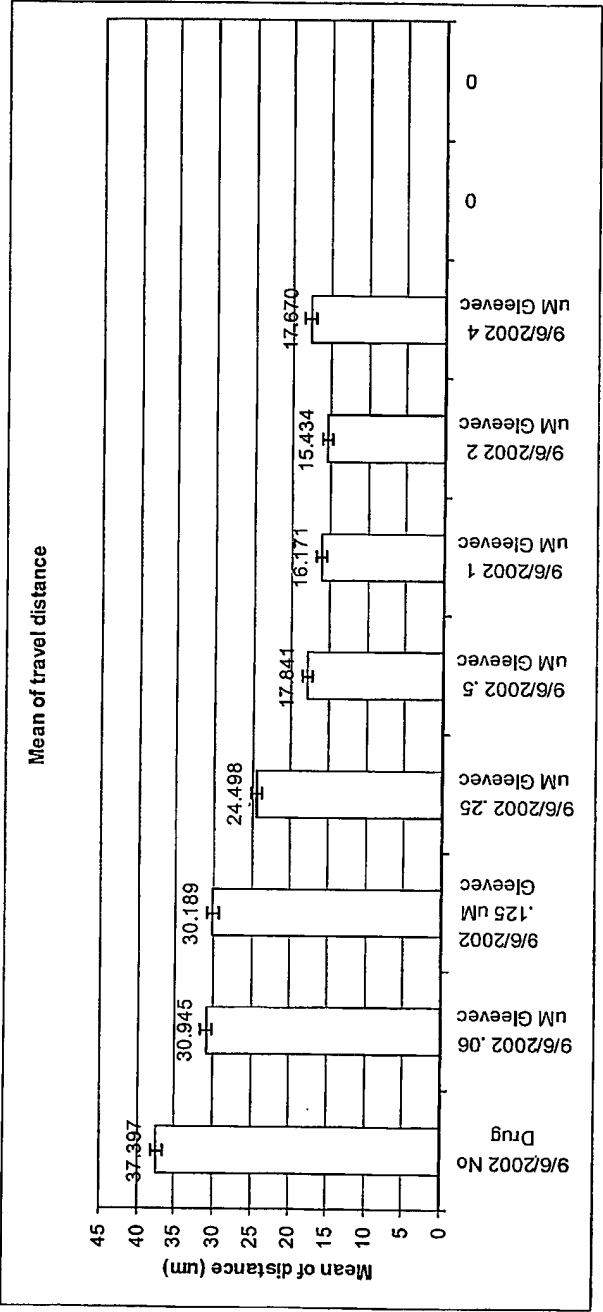 Mean of travel distance
Mean of distance (um)
45
40
35
30
25
20
15
10
5
0
37.397
30.945
30.189
24.498
17.841
16.171
15.434
17.670
9/6/2002 No
Drug
9/6/2002 .06
uM Gleevec
9/6/2002
.125 uM
Gleevec
9/6/2002 .25
uM Gleevec
9/6/2002 .5
uM Gleevec
9/6/2002 1
uM Gleevec
9/6/2002 2
uM Gleevec
9/6/2002 4
uM Gleevec
0
0